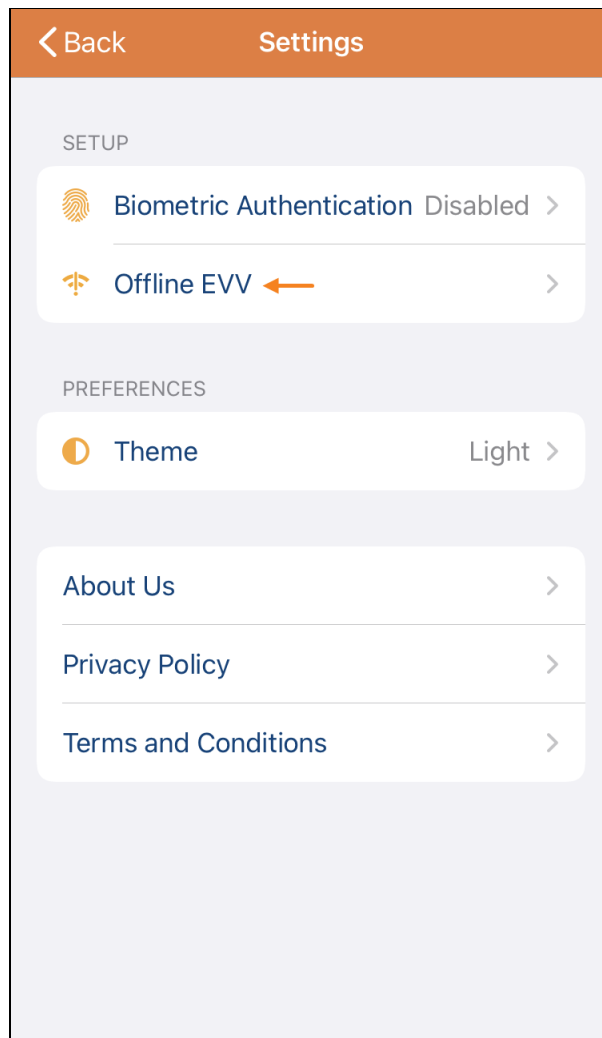 Back Settings
SETUP
Biometric Authentication Disabled
Offline EVV
PREFERENCES
Theme Light
About Us
Privacy Policy
Terms and Conditions